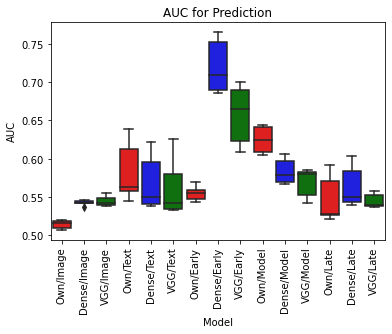 AUC for Prediction
AUC
0.75
0.70
0.65
0.60
0.55
0.50
Own/Image
Dense/Image
VGG/Image
Own/Text
Dense/Text
VGG/Text
Own/Early
Dense/Early
VGG/Early
Own/Model
Dense/Model
VGG/Model
Own/Late
Dense/Late
VGG/Late
Model